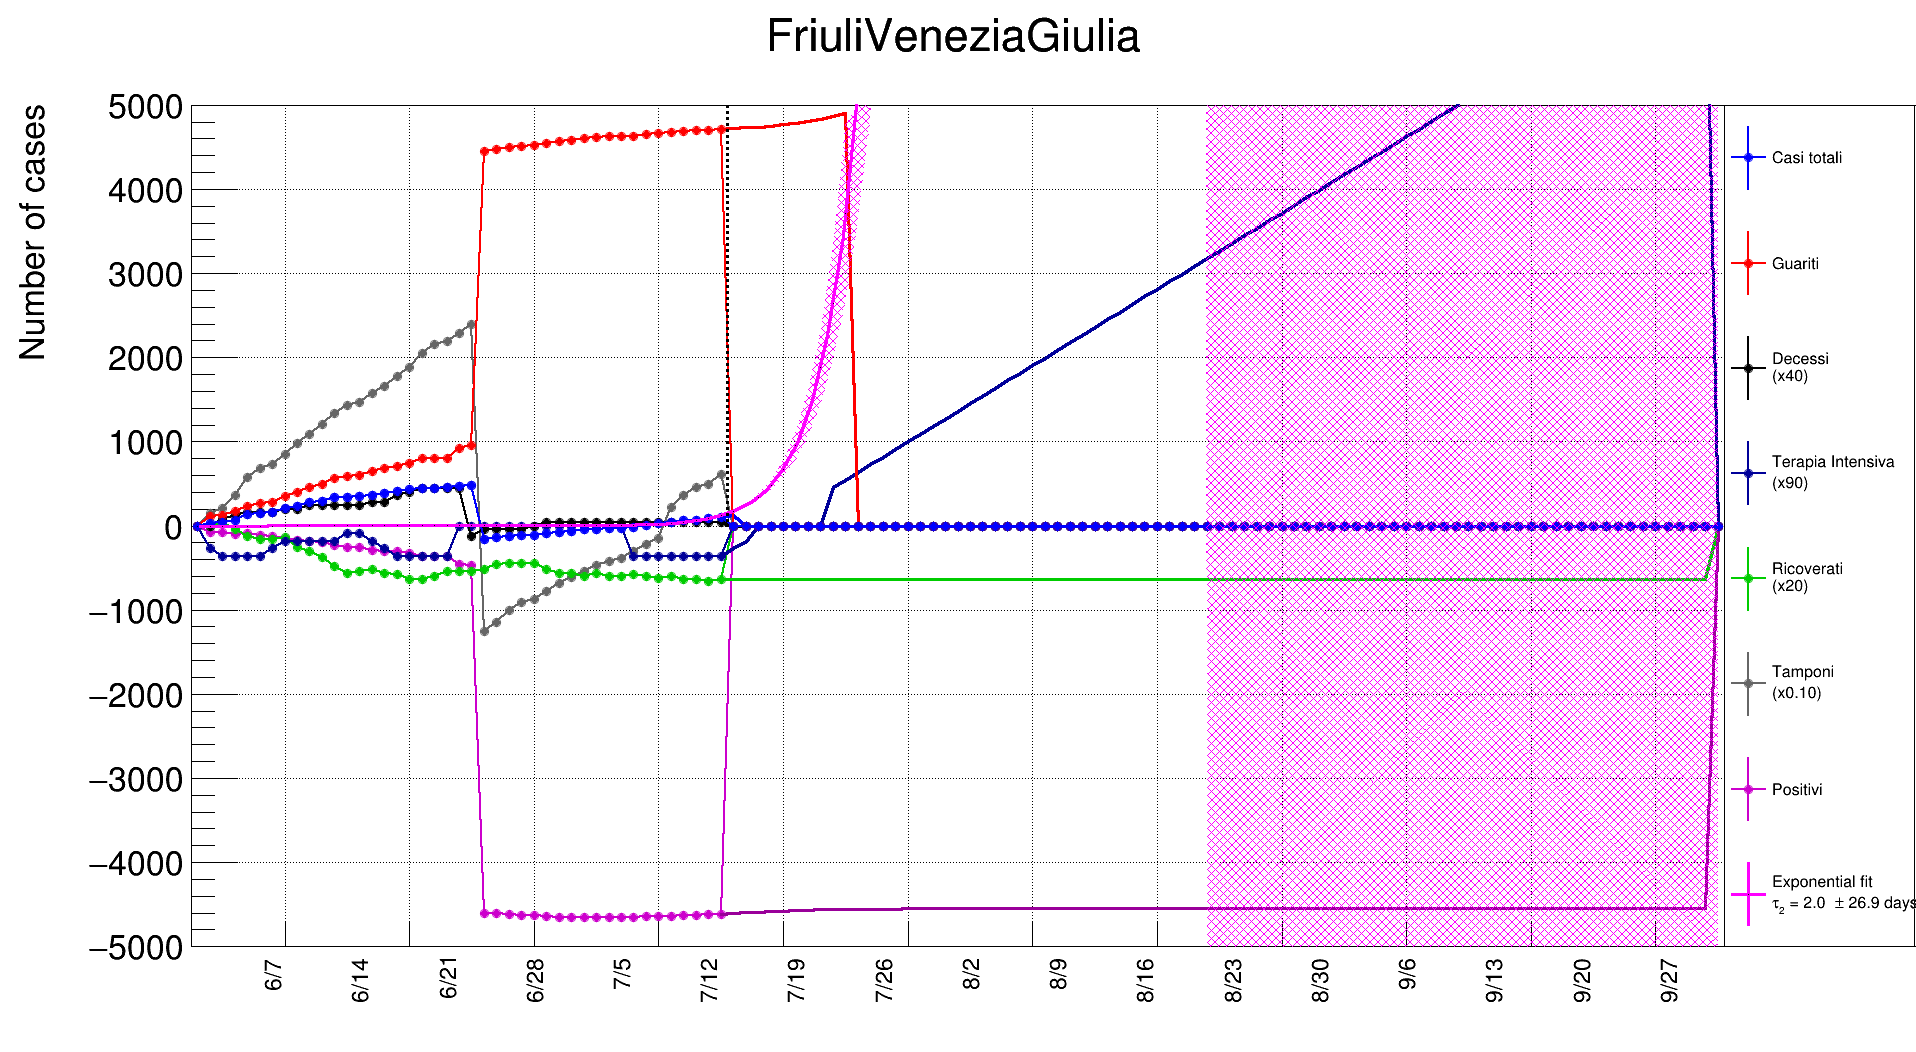 FriuliVeneziaGiulia
Number of cases
5000
4000
3000
2000
1000
0
−1000
−2000
−3000
−4000
−5000
6/7
6/14
6/21
6/28
7/5
7/12
7/19
7/26
8/2
8/9
8/16
8/23
8/30
9/6
9/13
9/20
9/27
Casi totali
Guariti
Decessi
(x40)
Terapia Intensiva
(x90)
Ricoverati
(x20)
Tamponi
(x0.10)
Positivi
Exponential fit
τ2 = 2.0 ± 26.9 days